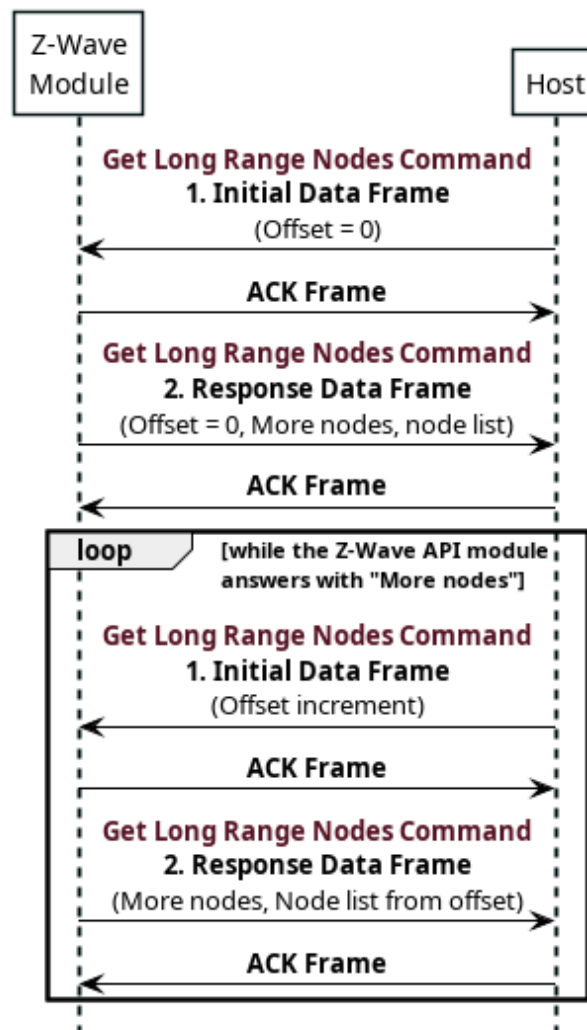 Z-Wave
Module
Host
Get Long Range Nodes Command
1. Initial Data Frame
(Offset = 0)
ACK Frame
Get Long Range Nodes Command
2. Response Data Frame
(Offset = 0, More nodes, node list)
ACK Frame
loop
[while the Z-Wave API module
answers with "More nodes"]
Get Long Range Nodes Command
1. Initial Data Frame
(Offset increment)
ACK Frame
Get Long Range Nodes Command
2. Response Data Frame
(More nodes, Node list from offset)
ACK Frame